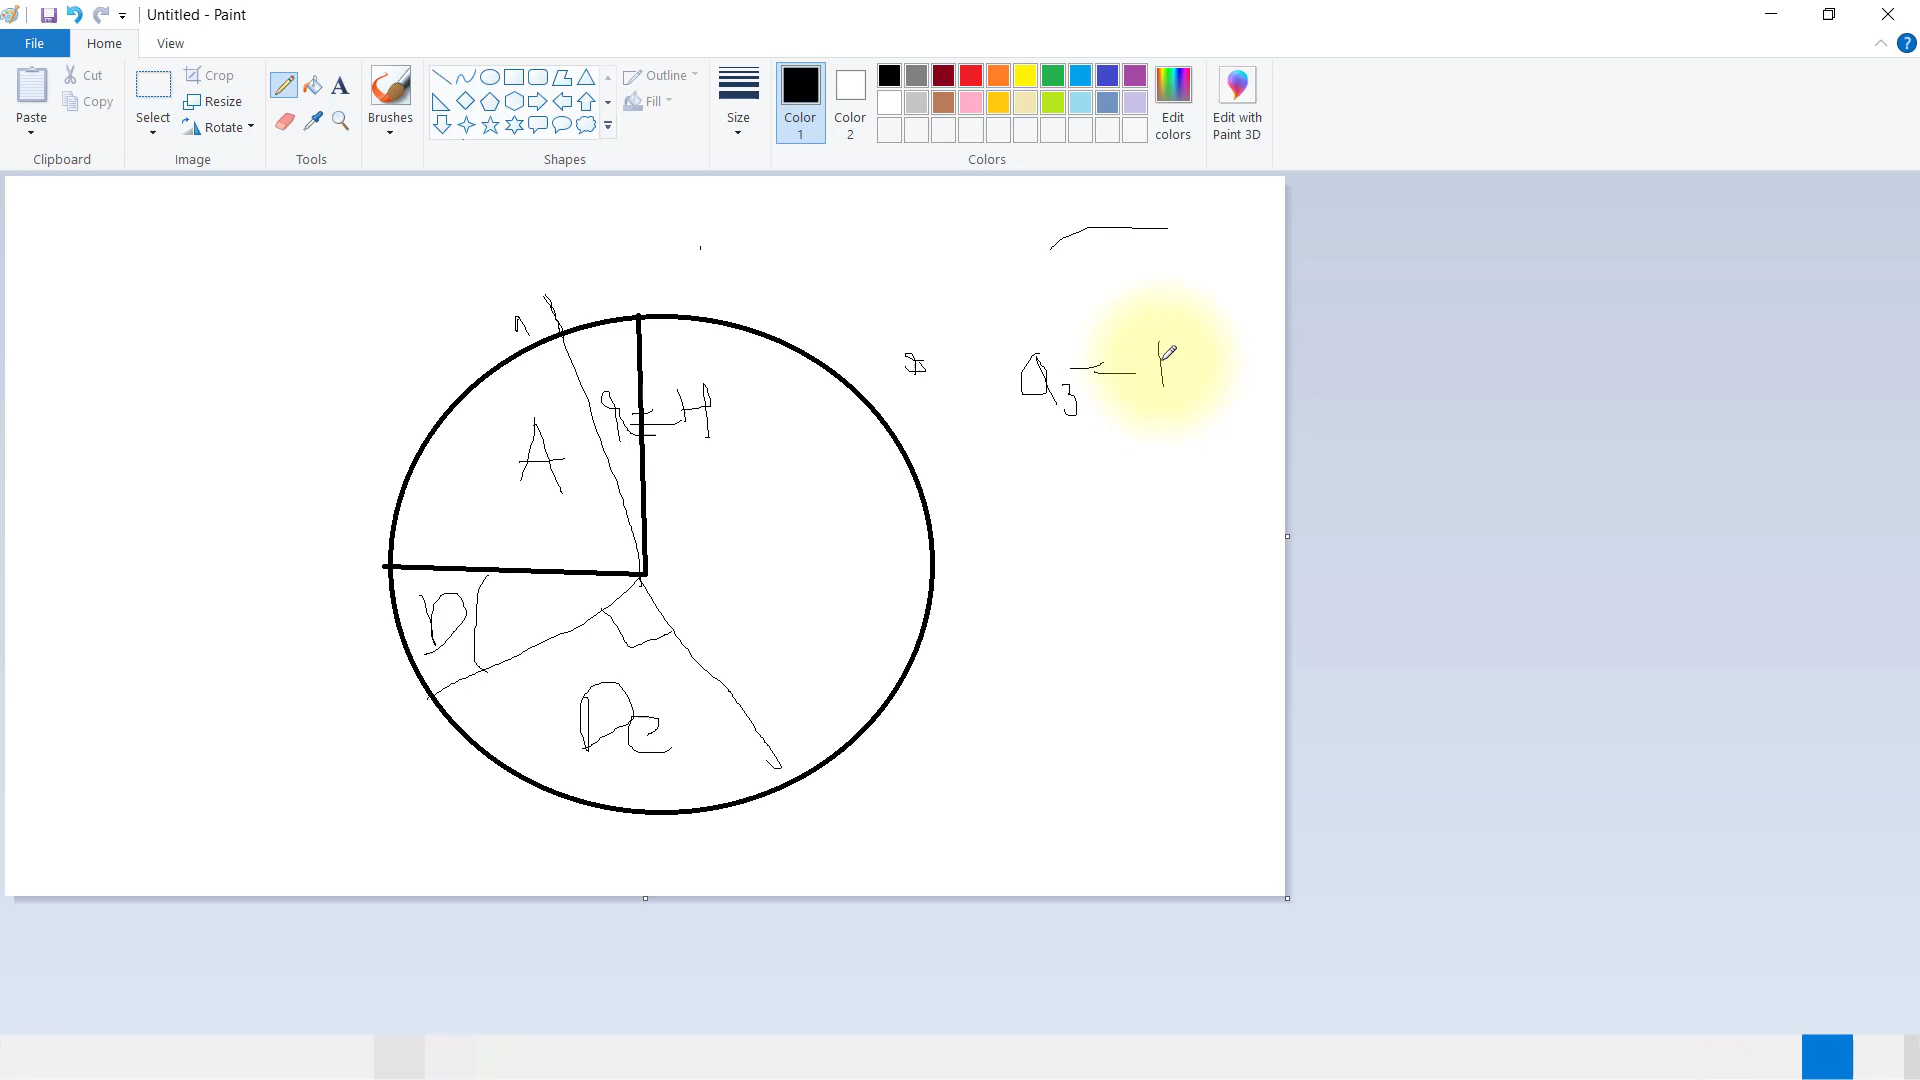 Untitled - Paint
File Home View
Paste
Cut
Copy
Clipboard
Select
Crop
Resize
Rotate
Image
A
Tools
Brushes
Shapes
Outline
Fill
Size
Color
1
Color
2
Edit
colors
Colors
Edit with
Paint 3D
?
A
D